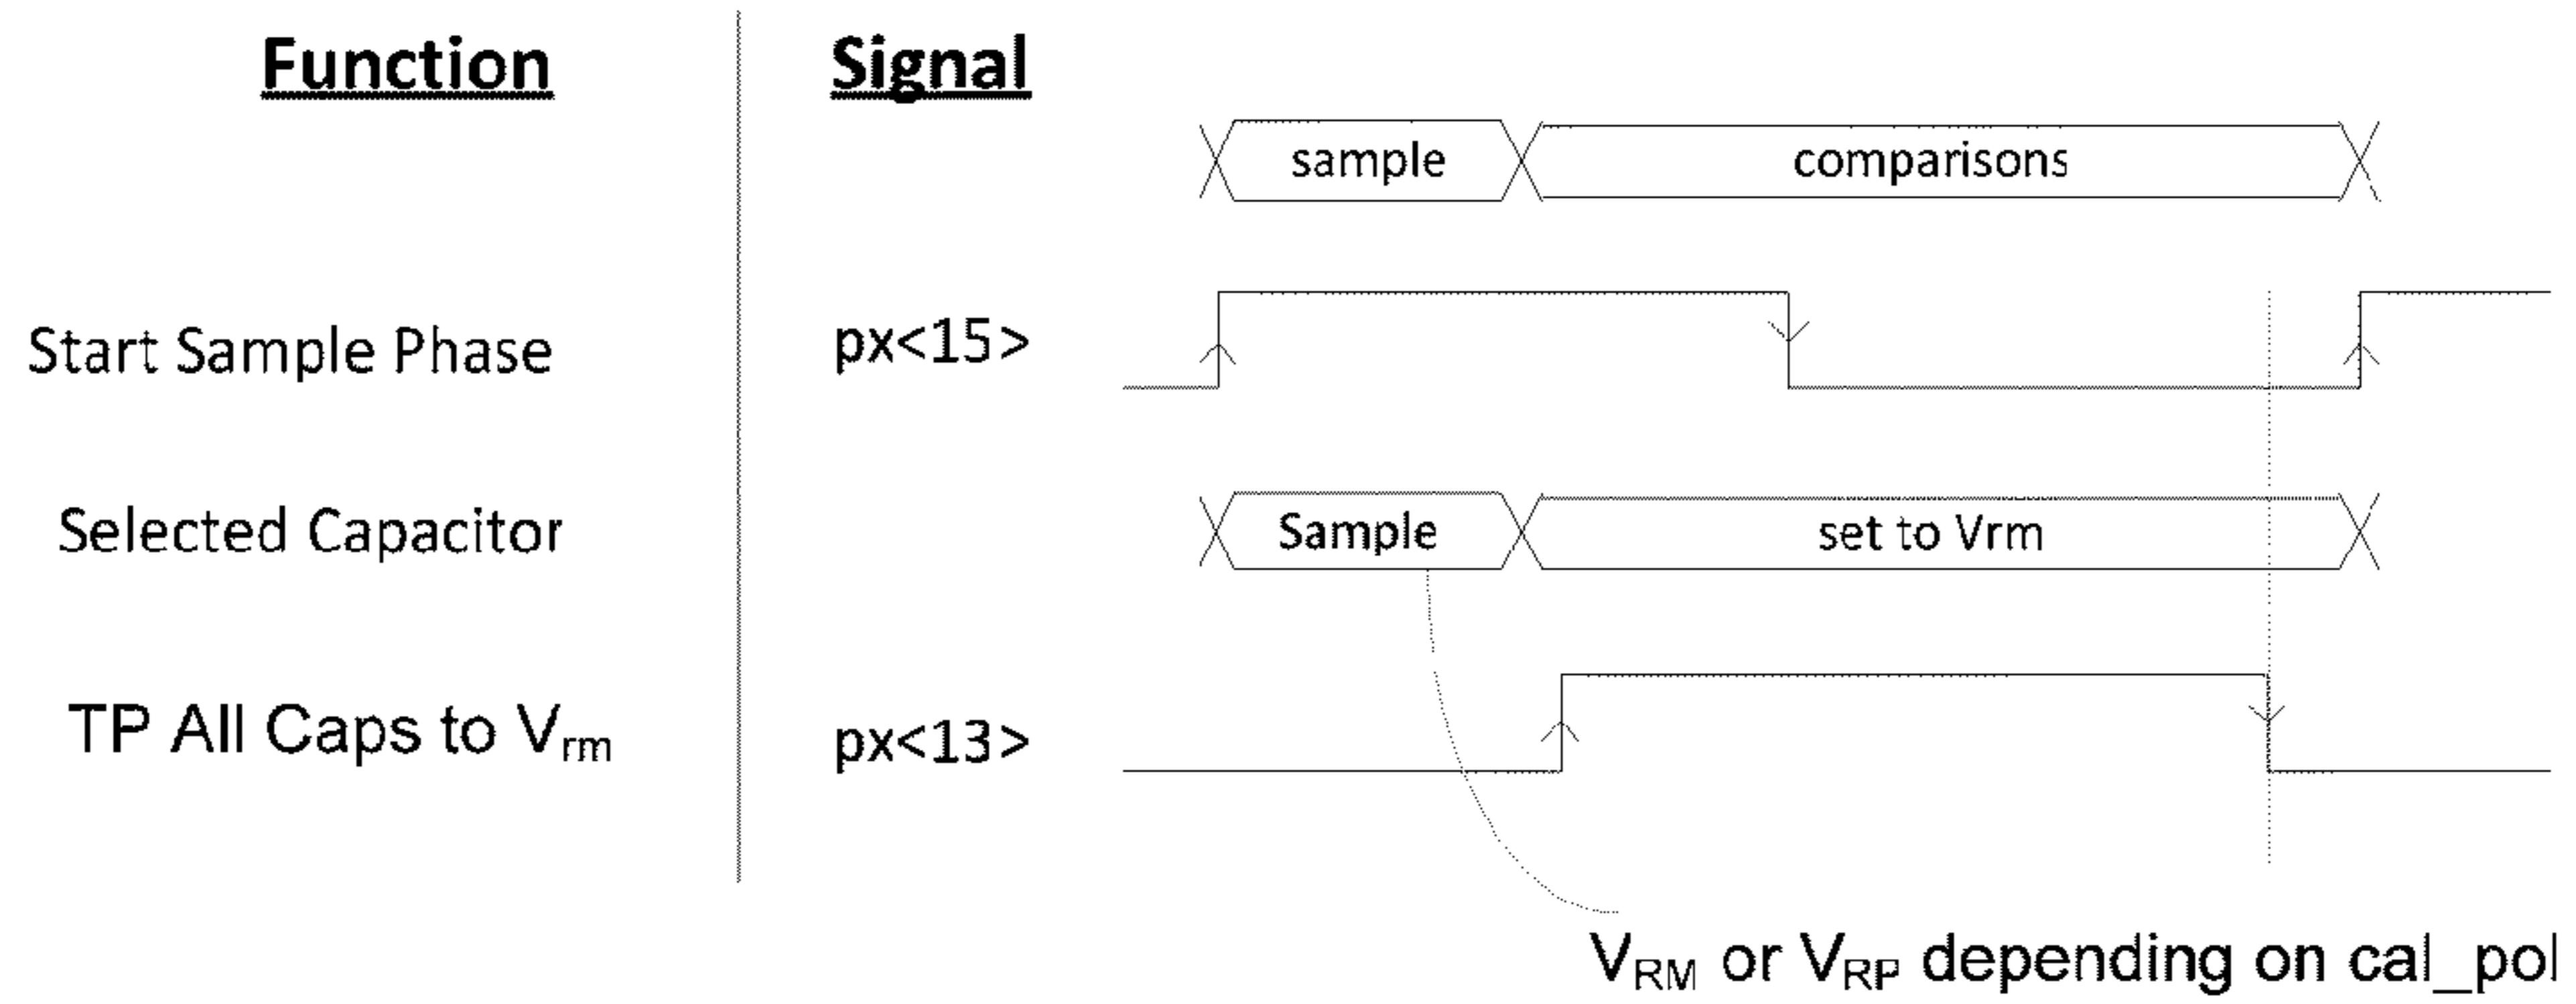 Function Signal
sample comparisons
Start Sample Phase px<15>
Selected Capacitor Sample set to Vrm
TP All Caps to Vrm px<13>
VRM or VRP depending on cal_pol